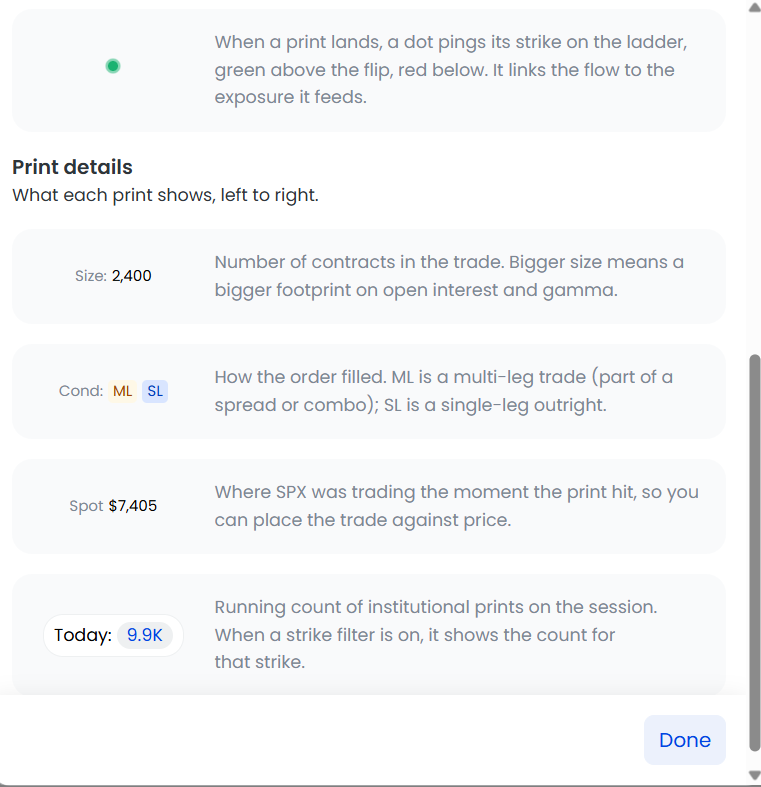 When a print lands, a dot pings its strike on the ladder,
green above the flip, red below. It links the flow to the
exposure it feeds.
Print details
What each print shows, left to right.
Size: 2,400
Number of contracts in the trade. Bigger size means a
bigger footprint on open interest and gamma.
Cond: ML SL
How the order filled. ML is a multi-leg trade (part of a
spread or combo); SL is a single-leg outright.
Spot $7,405
Where SPX was trading the moment the print hit, so you
can place the trade against price.
Today: 9.9K
Running count of institutional prints on the session.
When a strike filter is on, it shows the count for
that strike.
Done